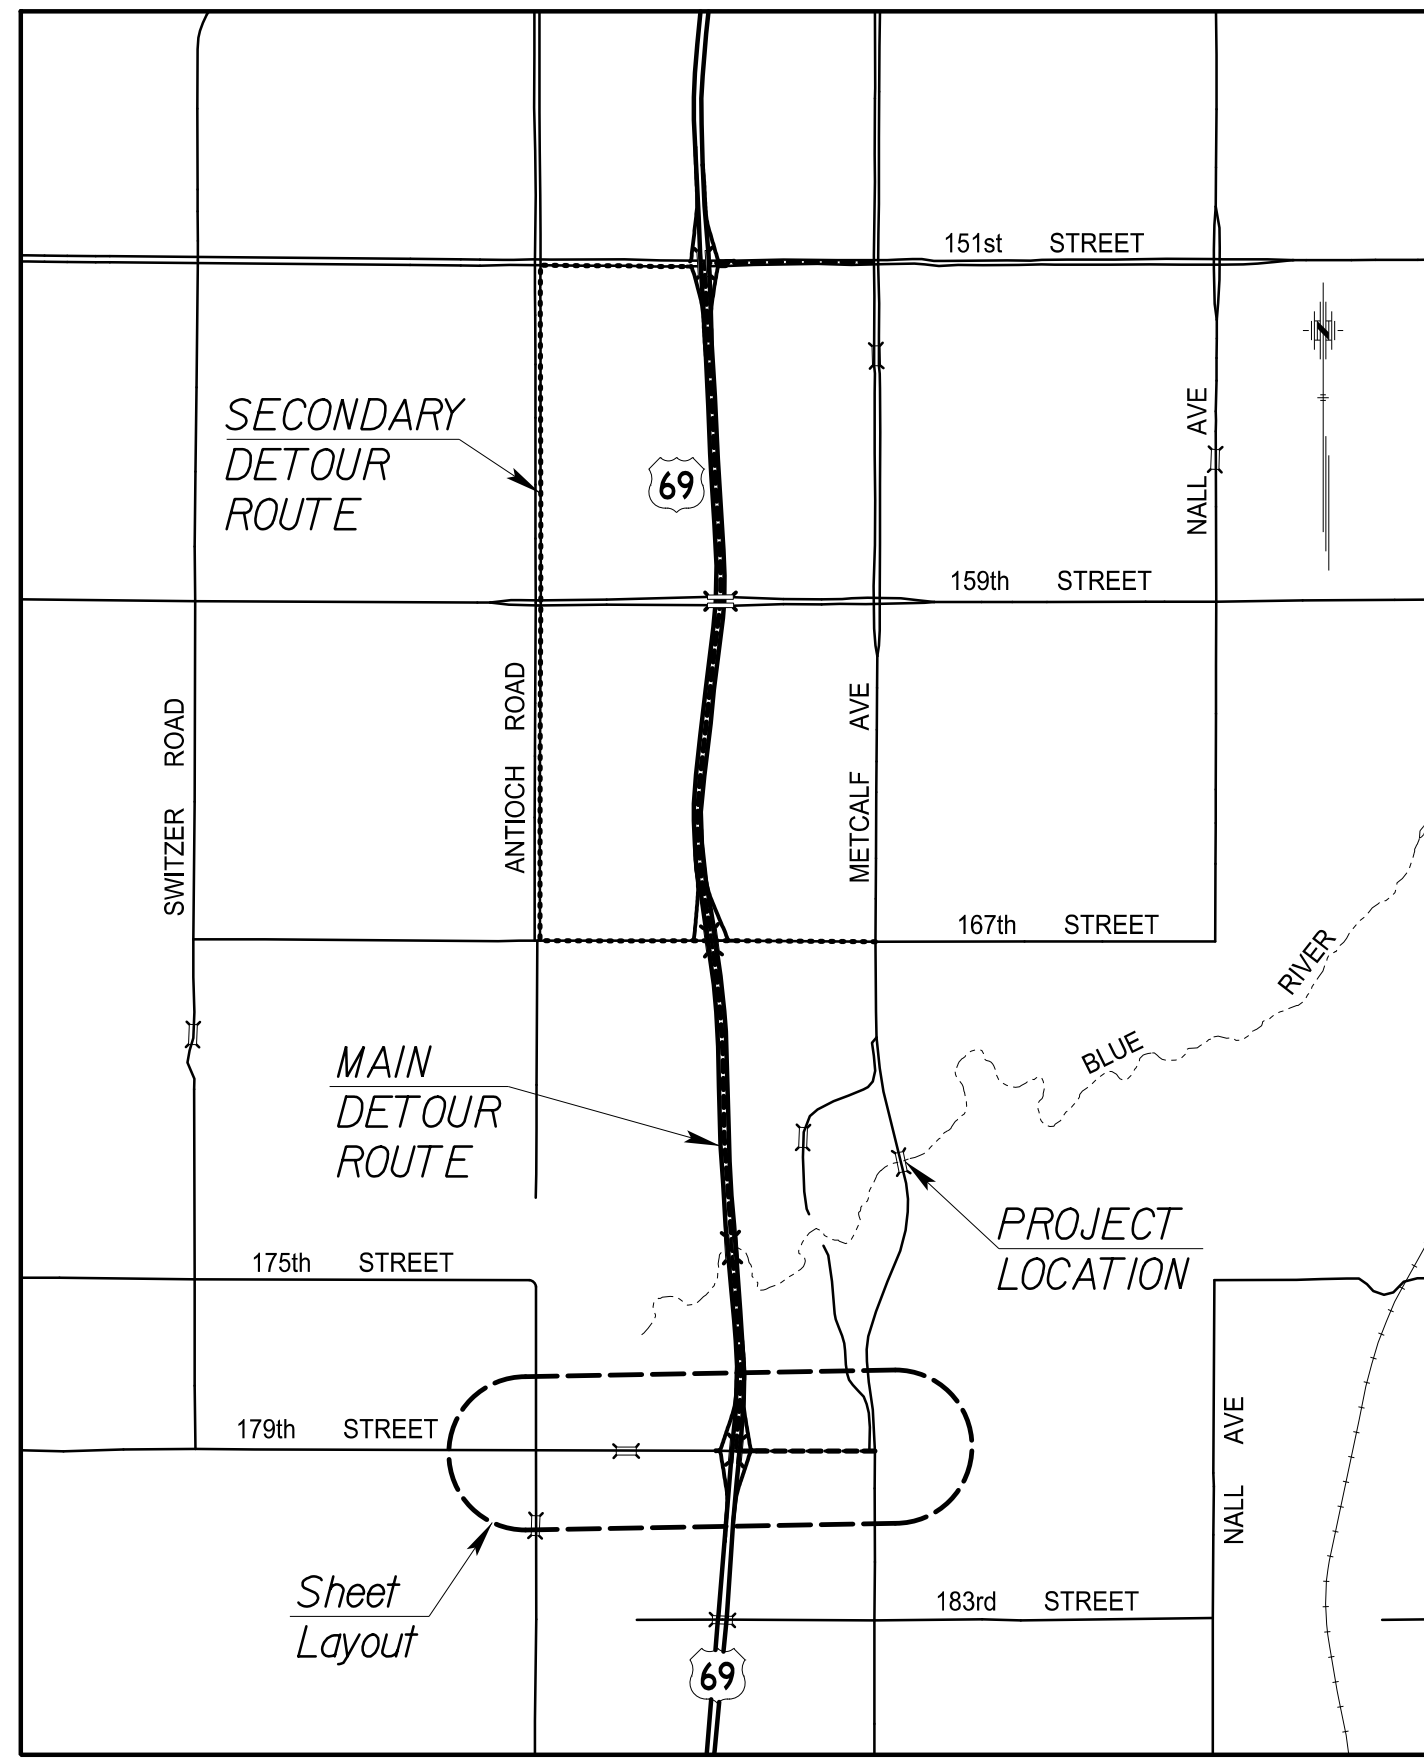 151st STREET
SECONDARY
DETOUR
ROUTE
69
NALL AVE
N
159th STREET
SWITZER ROAD
ANTIOCH ROAD
METCALF AVE
167th STREET
BLUE RIVER
MAIN
DETOUR
ROUTE
PROJECT
LOCATION
175th STREET
179th STREET
NALL AVE
Sheet
Layout
183rd STREET
69